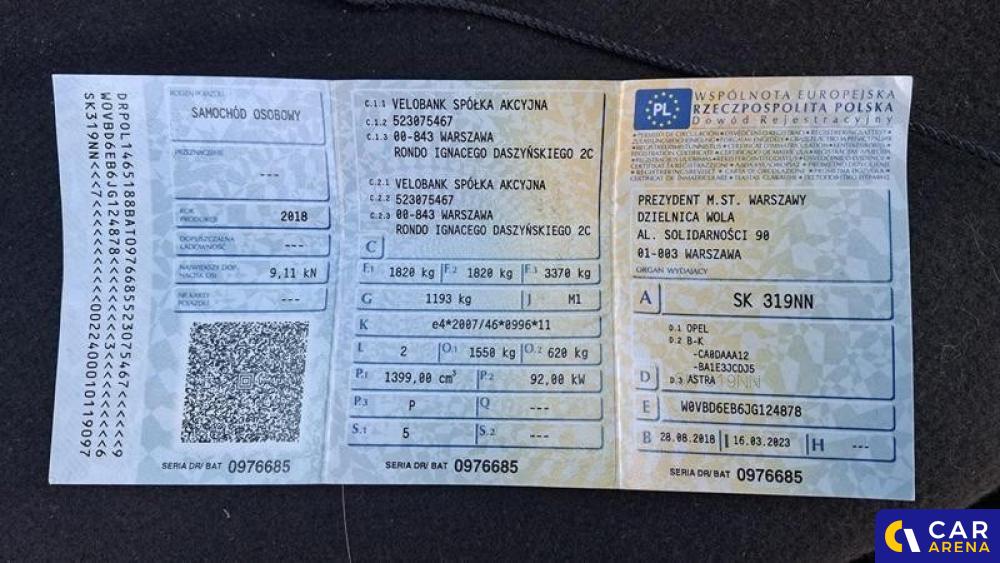 DRPOL1465188BAT0976685523075467<<<<<9
W0VBD6EB6JG124878<<<<<<3<<<<<<<<<<<<6
SK319NN<<<7<<<<<<<<<<002240001011909​7
RODZAJ POJAZDU
SAMOCHÓD OSOBOWY
PRZEZNACZENIE
---
ROK PRODUKCJI
2018
DOPUSZCZALNA ŁADOWNOŚĆ
---
NAJWIĘKSZY DOP. NACISK OSI
9,11 kN
NR KARTY POJAZDU
---
SERIA DR/ BAT 0976685
C.1.1 VELOBANK SPÓŁKA AKCYJNA
C.1.2 523075467
C.1.3 00-843 WARSZAWA
RONDO IGNACEGO DASZYŃSKIEGO 2C
C.2.1 VELOBANK SPÓŁKA AKCYJNA
C.2.2 523075467
C.2.3 00-843 WARSZAWA
RONDO IGNACEGO DASZYŃSKIEGO 2C
C
F.1 1820 kg F.2 1820 kg F.3 3370 kg
G 1193 kg J M1
K e4*2007/46*0996*11
L 2 O.1 1550 kg O.2 620 kg
P.1 1399,00 cm³ P.2 92,00 kW
P.3 P Q ---
S.1 5 S.2 ---
SERIA DR/ BAT 0976685
PL
WSPÓLNOTA EUROPEJSKA
RZECZPOSPOLITA POLSKA
Dowód Rejestracyjny
PREZYDENT M.ST. WARSZAWY
DZIELNICA WOLA
AL. SOLIDARNOŚCI 90
01-003 WARSZAWA
ORGAN WYDAJĄCY
A SK 319NN
D.1 OPEL
D.2 B-K
-CA0DAAA12
-BA1E3JCDJ5
D D.3 ASTRA
E W0VBD6EB6JG124878
B 28.08.2018 I 16.03.2023 H ---
SERIA DR/ BAT 0976685
CAR
ARENA